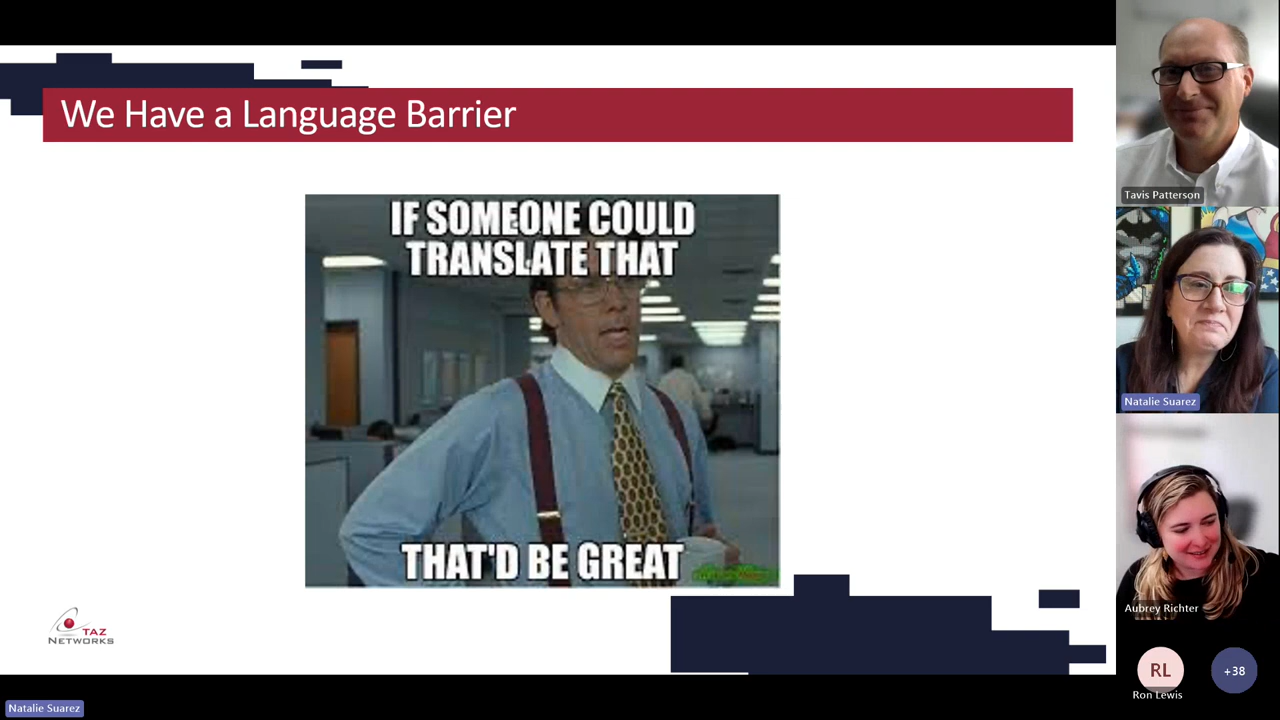 We Have a Language Barrier
IF SOMEONE COULD
TRANSLATE THAT
THAT'D BE GREAT
TAZ
NETWORKS
Tavis Patterson
Natalie Suarez
Aubrey Richter
RL
Ron Lewis
+38
Natalie Suarez